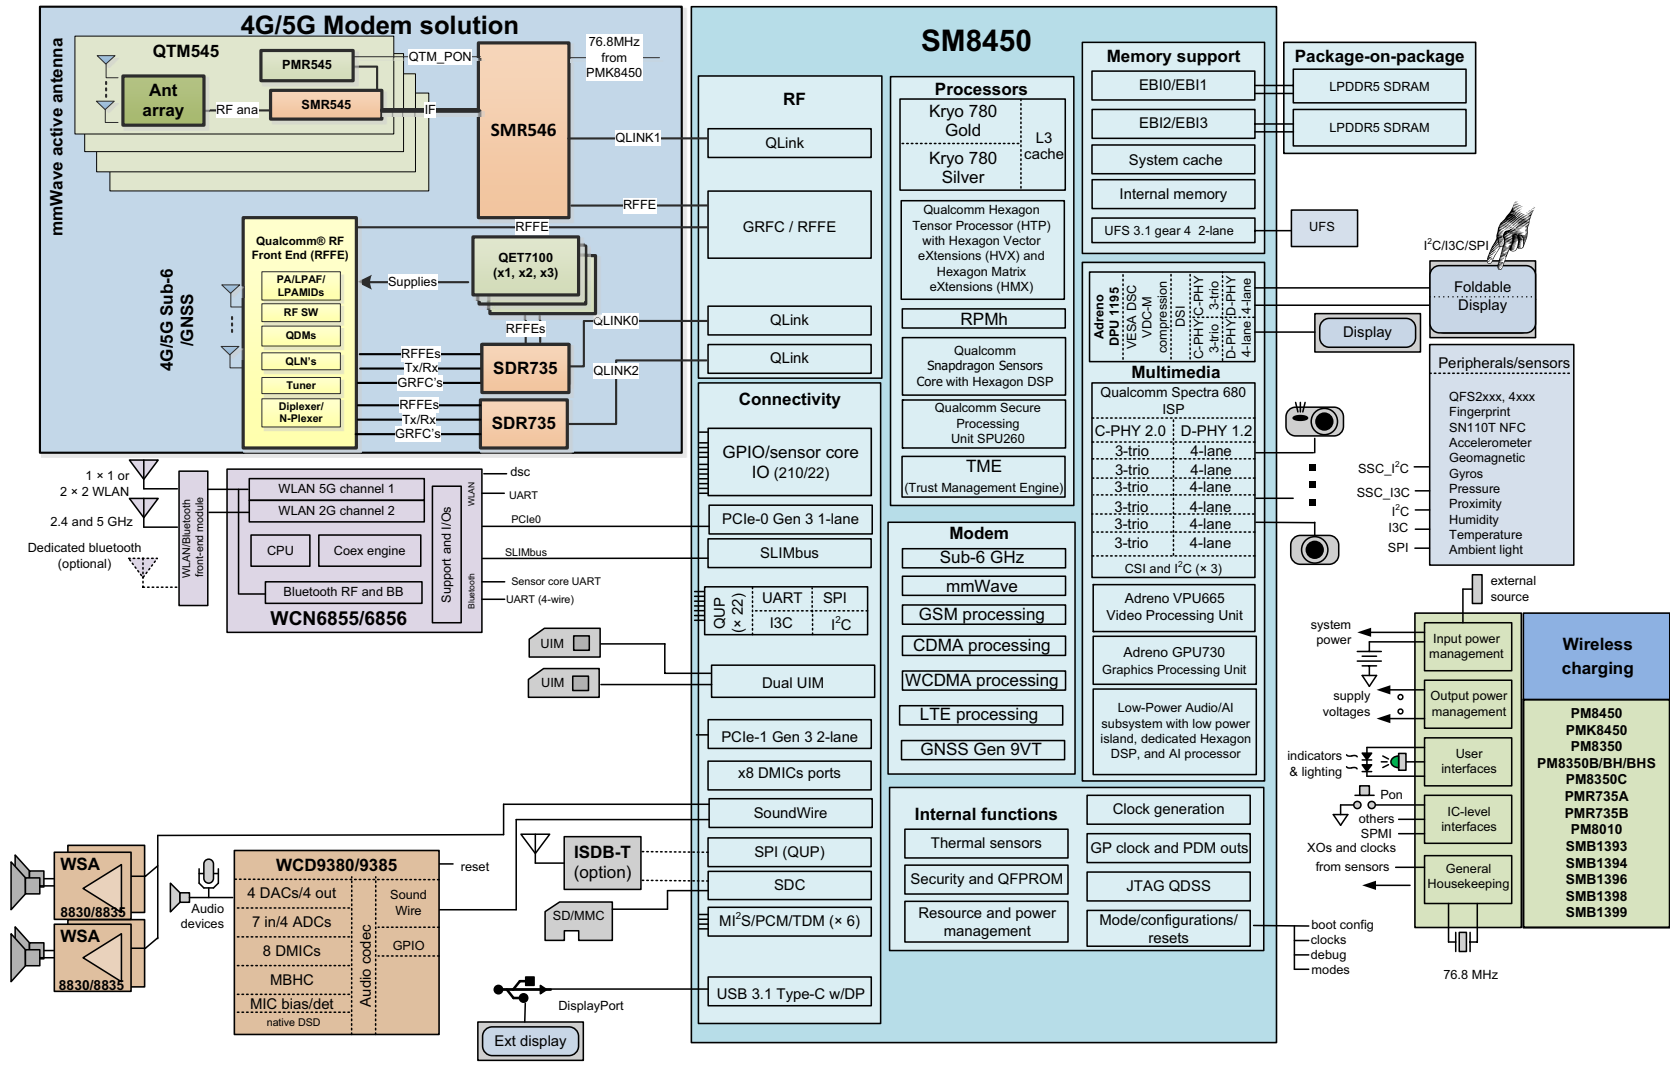 4G/5G Modem solution
mmWave active antenna
QTM545
PMR545
Ant
array
RF ana
SMR545
IF
QTM_PON
SMR546
76.8MHz
from
PMK8450
QLINK1
RFFE
RFFE
4G/5G Sub-6
/GNSS
Qualcomm® RF
Front End (RFFE)
PA/LPAF/
LPAMIDs
RF SW
QDMs
QLN's
Tuner
Diplexer/
N-Plexer
Supplies
QET7100
(x1, x2, x3)
RFFEs
QLINK0
QLINK2
RFFEs
Tx/Rx
GRFC's
SDR735
RFFEs
Tx/Rx
GRFC's
SDR735
1 × 1 or
2 × 2 WLAN
2.4 and 5 GHz
Dedicated bluetooth
(optional)
WLAN/Bluetooth
front-end module
WLAN 5G channel 1
WLAN 2G channel 2
CPU
Coex engine
Bluetooth RF and BB
Support and I/Os
WLAN
Bluetooth
WCN6855/6856
dsc
UART
PCIe0
SLIMbus
Sensor core UART
UART (4-wire)
UIM
UIM
WSA
8830/8835
WSA
8830/8835
Audio
devices
WCD9380/9385
4 DACs/4 out
7 in/4 ADCs
8 DMICs
MBHC
MIC bias/det
native DSD
Audio codec
Sound
Wire
GPIO
reset
ISDB-T
(option)
SD/MMC
DisplayPort
Ext display
SM8450
RF
QLink
GRFC / RFFE
QLink
QLink
Connectivity
GPIO/sensor core
IO (210/22)
PCIe-0 Gen 3 1-lane
SLIMbus
QUP
(× 22)
UART
SPI
I3C
I²C
Dual UIM
PCIe-1 Gen 3 2-lane
x8 DMICs ports
SoundWire
SPI (QUP)
SDC
MI²S/PCM/TDM (× 6)
USB 3.1 Type-C w/DP
Processors
Kryo 780
Gold
Kryo 780
Silver
L3
cache
Qualcomm Hexagon
Tensor Processor (HTP)
with Hexagon Vector
eXtensions (HVX) and
Hexagon Matrix
eXtensions (HMX)
RPMh
Qualcomm
Snapdragon Sensors
Core with Hexagon DSP
Qualcomm Secure
Processing
Unit SPU260
TME
(Trust Management Engine)
Modem
Sub-6 GHz
mmWave
GSM processing
CDMA processing
WCDMA processing
LTE processing
GNSS Gen 9VT
Internal functions
Thermal sensors
Security and QFPROM
Resource and power
management
Clock generation
GP clock and PDM outs
JTAG QDSS
Mode/configurations/
resets
boot config
clocks
debug
modes
Memory support
EBI0/EBI1
EBI2/EBI3
System cache
Internal memory
UFS 3.1 gear 4 2-lane
Package-on-package
LPDDR5 SDRAM
LPDDR5 SDRAM
UFS
Adreno
DPU 1195
VESA DSC
VDC-M
compression
DSI
C-PHY C-PHY
3-trio 3-trio
D-PHY D-PHY
4-lane 4-lane
Multimedia
Qualcomm Spectra 680
ISP
C-PHY 2.0
D-PHY 1.2
3-trio 4-lane
3-trio 4-lane
3-trio 4-lane
3-trio 4-lane
3-trio 4-lane
3-trio 4-lane
CSI and I²C (× 3)
Adreno VPU665
Video Processing Unit
Adreno GPU730
Graphics Processing Unit
Low-Power Audio/AI
subsystem with low power
island, dedicated Hexagon
DSP, and AI processor
I²C/I3C/SPI
Foldable
Display
Display
Peripherals/sensors
QFS2xxx, 4xxx
Fingerprint
SN110T NFC
Accelerometer
Geomagnetic
Gyros
Pressure
Proximity
Humidity
Temperature
Ambient light
SSC_I²C
SSC_I3C
I²C
I3C
SPI
external
source
system
power
supply
voltages
indicators
& lighting
Pon
others
SPMI
XOs and clocks
from sensors
Input power
management
Output power
management
User
interfaces
IC-level
interfaces
General
Housekeeping
76.8 MHz
Wireless
charging
PM8450
PMK8450
PM8350
PM8350B/BH/BHS
PM8350C
PMR735A
PMR735B
PM8010
SMB1393
SMB1394
SMB1396
SMB1398
SMB1399